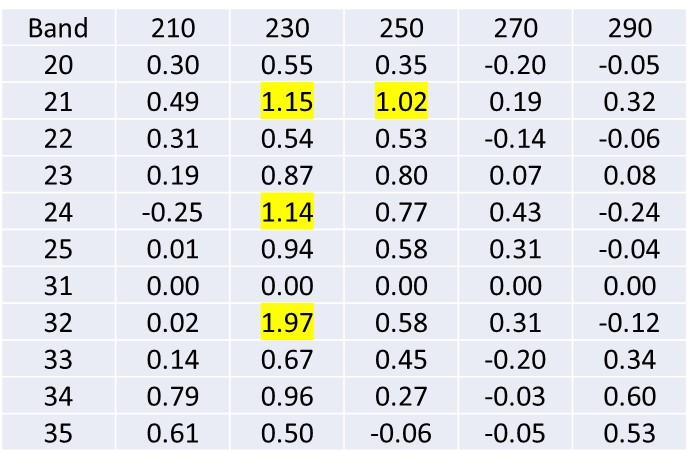 Band 210 230 250 270 290
20 0.30 0.55 0.35 -0.20 -0.05
21 0.49 1.15 1.02 0.19 0.32
22 0.31 0.54 0.53 -0.14 -0.06
23 0.19 0.87 0.80 0.07 0.08
24 -0.25 1.14 0.77 0.43 -0.24
25 0.01 0.94 0.58 0.31 -0.04
31 0.00 0.00 0.00 0.00 0.00
32 0.02 1.97 0.58 0.31 -0.12
33 0.14 0.67 0.45 -0.20 0.34
34 0.79 0.96 0.27 -0.03 0.60
35 0.61 0.50 -0.06 -0.05 0.53